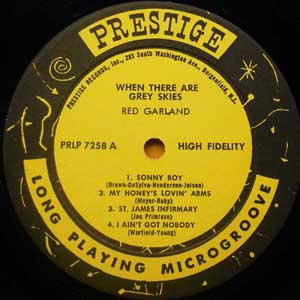 PRESTIGE
PRESTIGE RECORDS, Inc., 203 South Washington Ave., Bergenfield, N.J.
WHEN THERE ARE
GREY SKIES
RED GARLAND
PRLP 7258 A HIGH FIDELITY
1. SONNY BOY
(Brown-DeSylva-Henderson-Jolson)
2. MY HONEY'S LOVIN' ARMS
(Meyer-Ruby)
3. ST. JAMES INFIRMARY
(Joe Primrose)
4. I AIN'T GOT NOBODY
(Warfield-Young)
LONG PLAYING MICROGROOVE